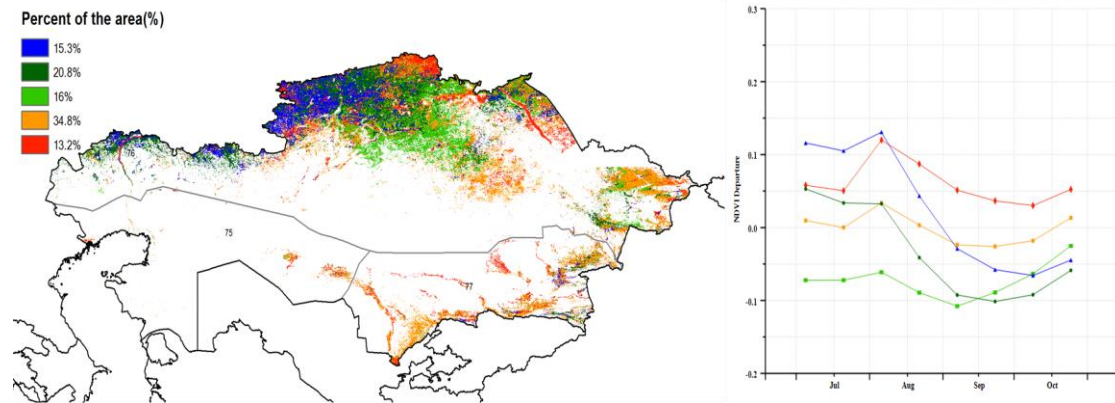 Percent of the area(%)
15.3%
20.8%
16%
34.8%
13.2%
76
75
77
NDVI Departure
0.3
0.2
0.1
0.0
-0.1
-0.2
Jul
Aug
Sep
Oct